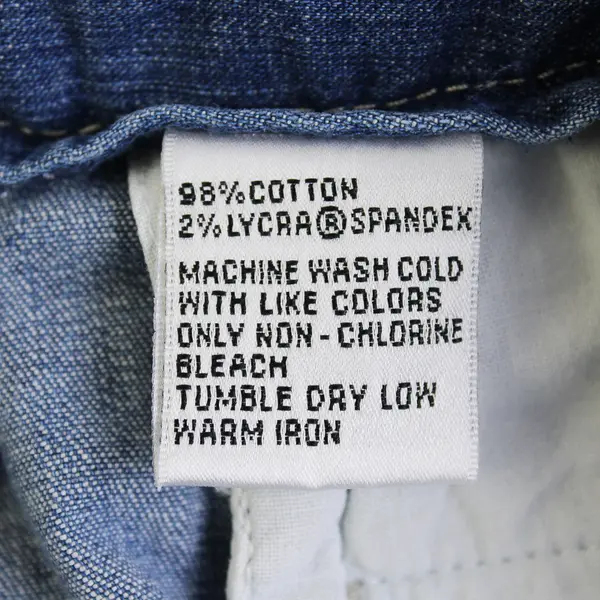 98% COTTON
2% LYCRA® SPANDEX
MACHINE WASH COLD
WITH LIKE COLORS
ONLY NON-CHLORINE
BLEACH
TUMBLE DRY LOW
WARM IRON